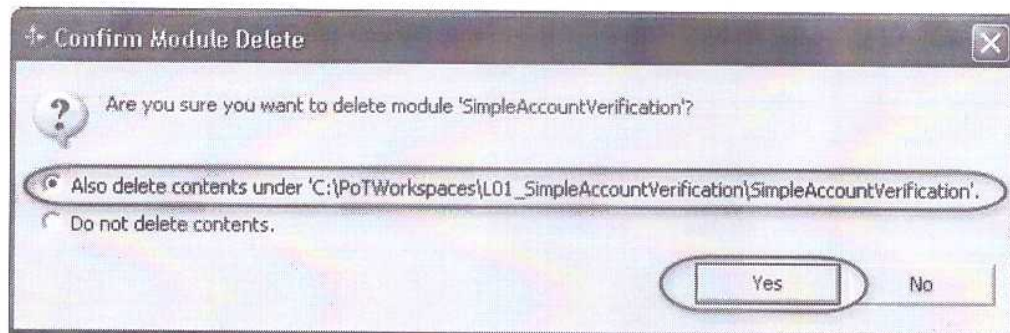 Confirm Module Delete
Are you sure you want to delete module 'SimpleAccountVerification'?
Also delete contents under 'C:\PoTWorkspaces\L01_SimpleAccountVerification\SimpleAccountVerification'.
Do not delete contents.
Yes No